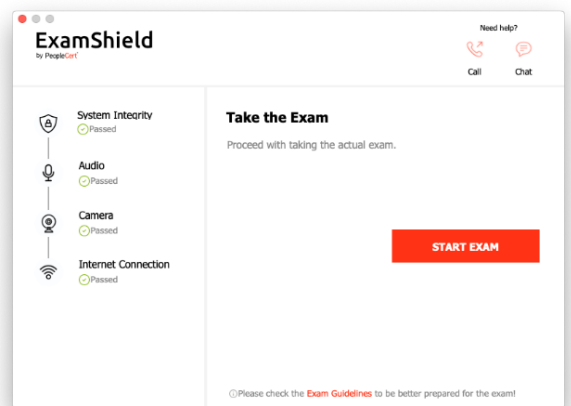 Need help?
ExamShield
by PeopleCert
Call
Chat
System Integrity
Passed
Audio
Passed
Camera
Passed
Internet Connection
Passed
Take the Exam
Proceed with taking the actual exam.
START EXAM
Please check the Exam Guidelines to be better prepared for the exam!